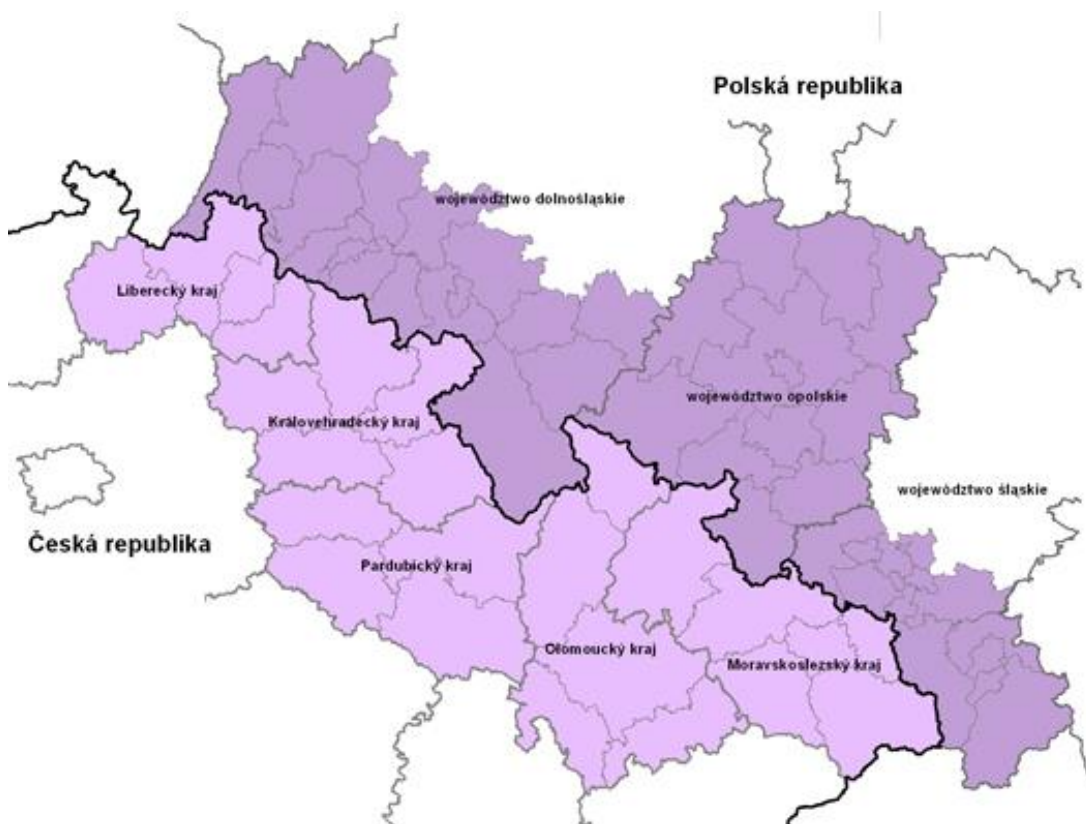 Polská republika
województwo dolnośląskie
Liberecký kraj
województwo opolskie
Královehradecký kraj
województwo śląskie
Česká republika
Pardubický kraj
Olomoucký kraj
Moravskoslezský kraj